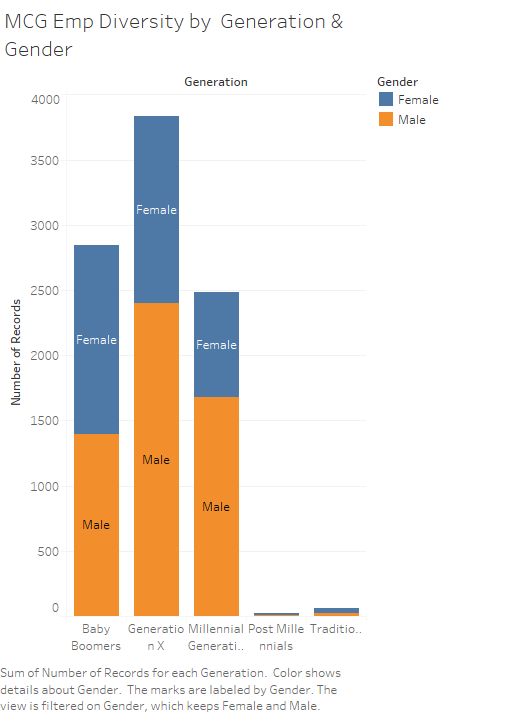 MCG Emp Diversity by  Generation &
Gender
Generation
Gender
Female
Male
4000
3500
3000
2500
2000
1500
1000
500
0
Number of Records
Female
Female
Female
Male
Male
Male
Baby
Boomers
Generatio
n X
Millennial
Generati..
Post Mille
nnials
Traditio..
Sum of Number of Records for each Generation.  Color shows
details about Gender.  The marks are labeled by Gender. The
view is filtered on Gender, which keeps Female and Male.